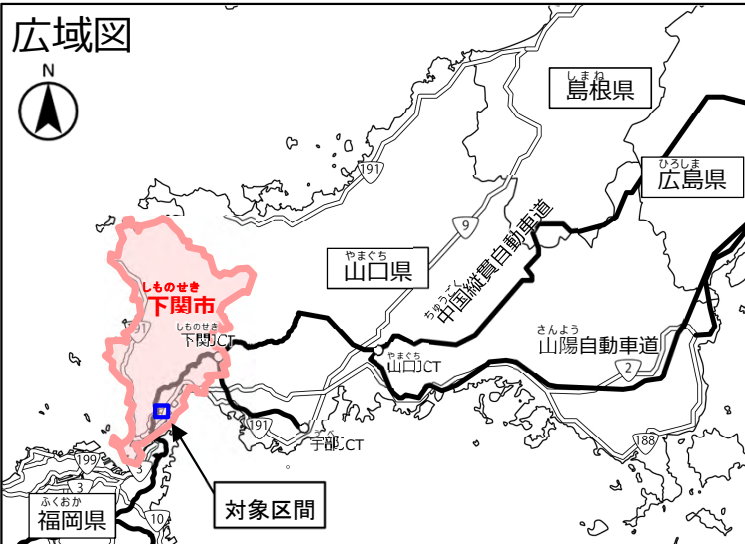 広域図
N
しまね
島根県
ひろしま
広島県
191
9
やまぐち
山口県
ちゅうごく
中国縦貫自動車道
しものせき
下関市
しものせき
下関JCT
やまぐち
山口JCT
さんよう
山陽自動車道
2
191
宇部JCT
188
199
3
3
ふくおか
福岡県
10
対象区間